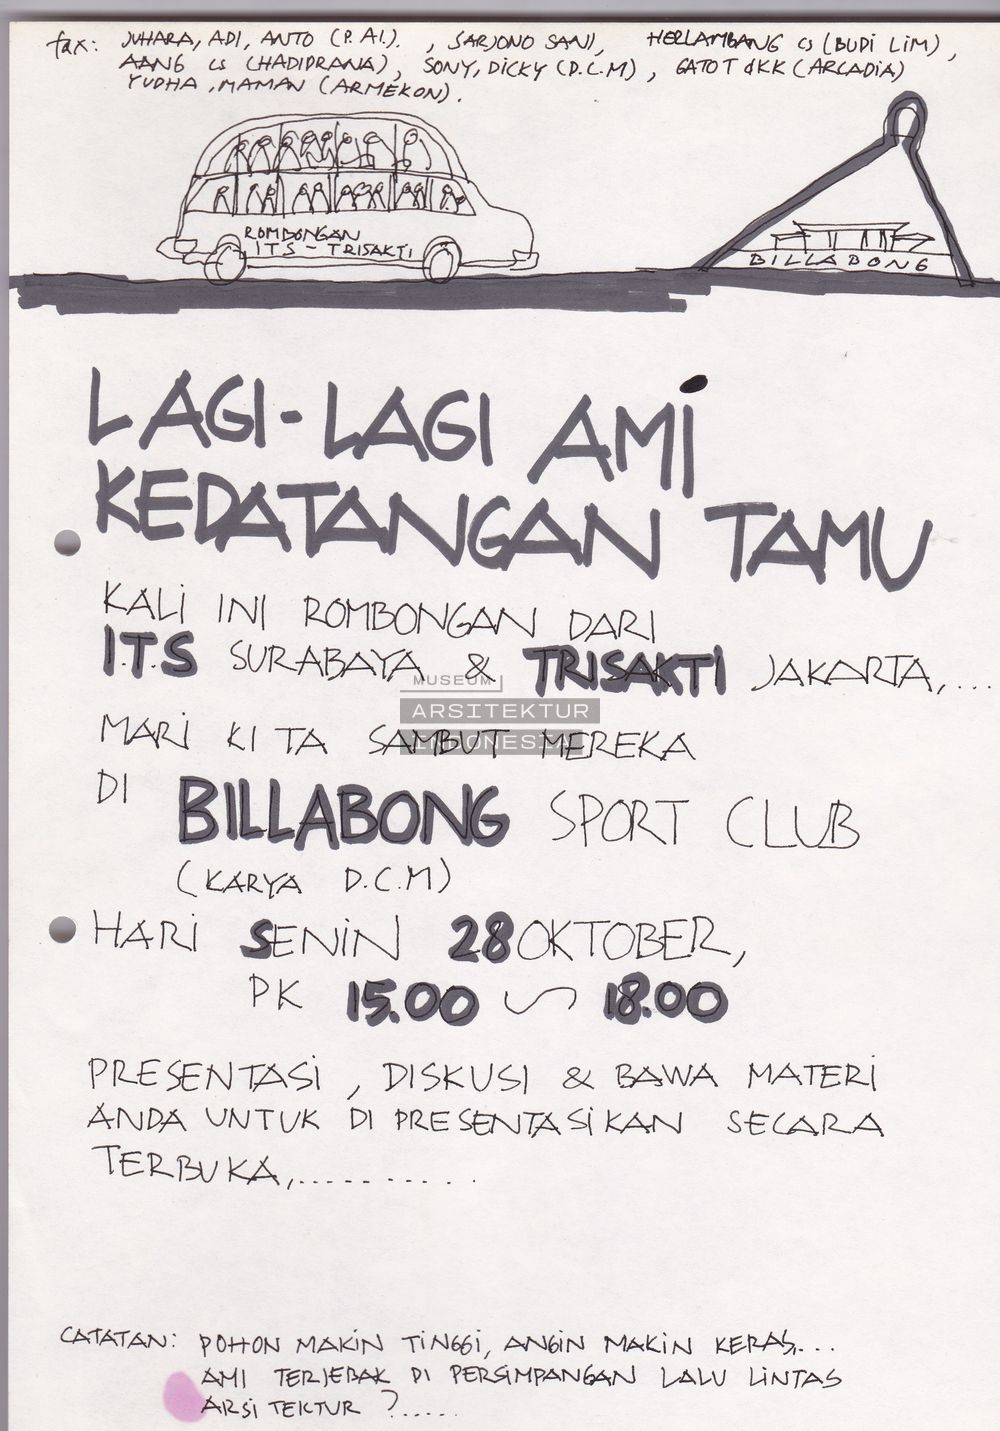 fax: JUHARA, ADI, ANTO (P.A.I.). , SARJONO SANI, HERLAMBANG CS (BUDI LIM),
AANG CS (HADIPRANA), SONY, DICKY (D.C.M), GATOT dKK (ARCADIA)
YUDHA, MAMAN (ARMEKON).
ROMBONGAN
ITS - TRISAKTI
BILLABONG
LAGI-LAGI AMI
KEDATANGAN TAMU
KALI INI ROMBONGAN DARI
I.T.S SURABAYA & TRISAKTI JAKARTA,...
MUSEUM
ARSITEKTUR
INDONESIA
MARI KITA SAMBUT MEREKA
DI BILLABONG SPORT CLUB
(KARYA D.C.M)
HARI SENIN 28 OKTOBER,
PK 15.00 ~ 18.00
PRESENTASI, DISKUSI & BAWA MATERI
ANDA UNTUK DI PRESENTASIKAN SECARA
TERBUKA,..........
CATATAN: POHON MAKIN TINGGI, ANGIN MAKIN KERAS,...
AMI TERJEBAK DI PERSIMPANGAN LALU LINTAS
ARSITEKTUR ?.....